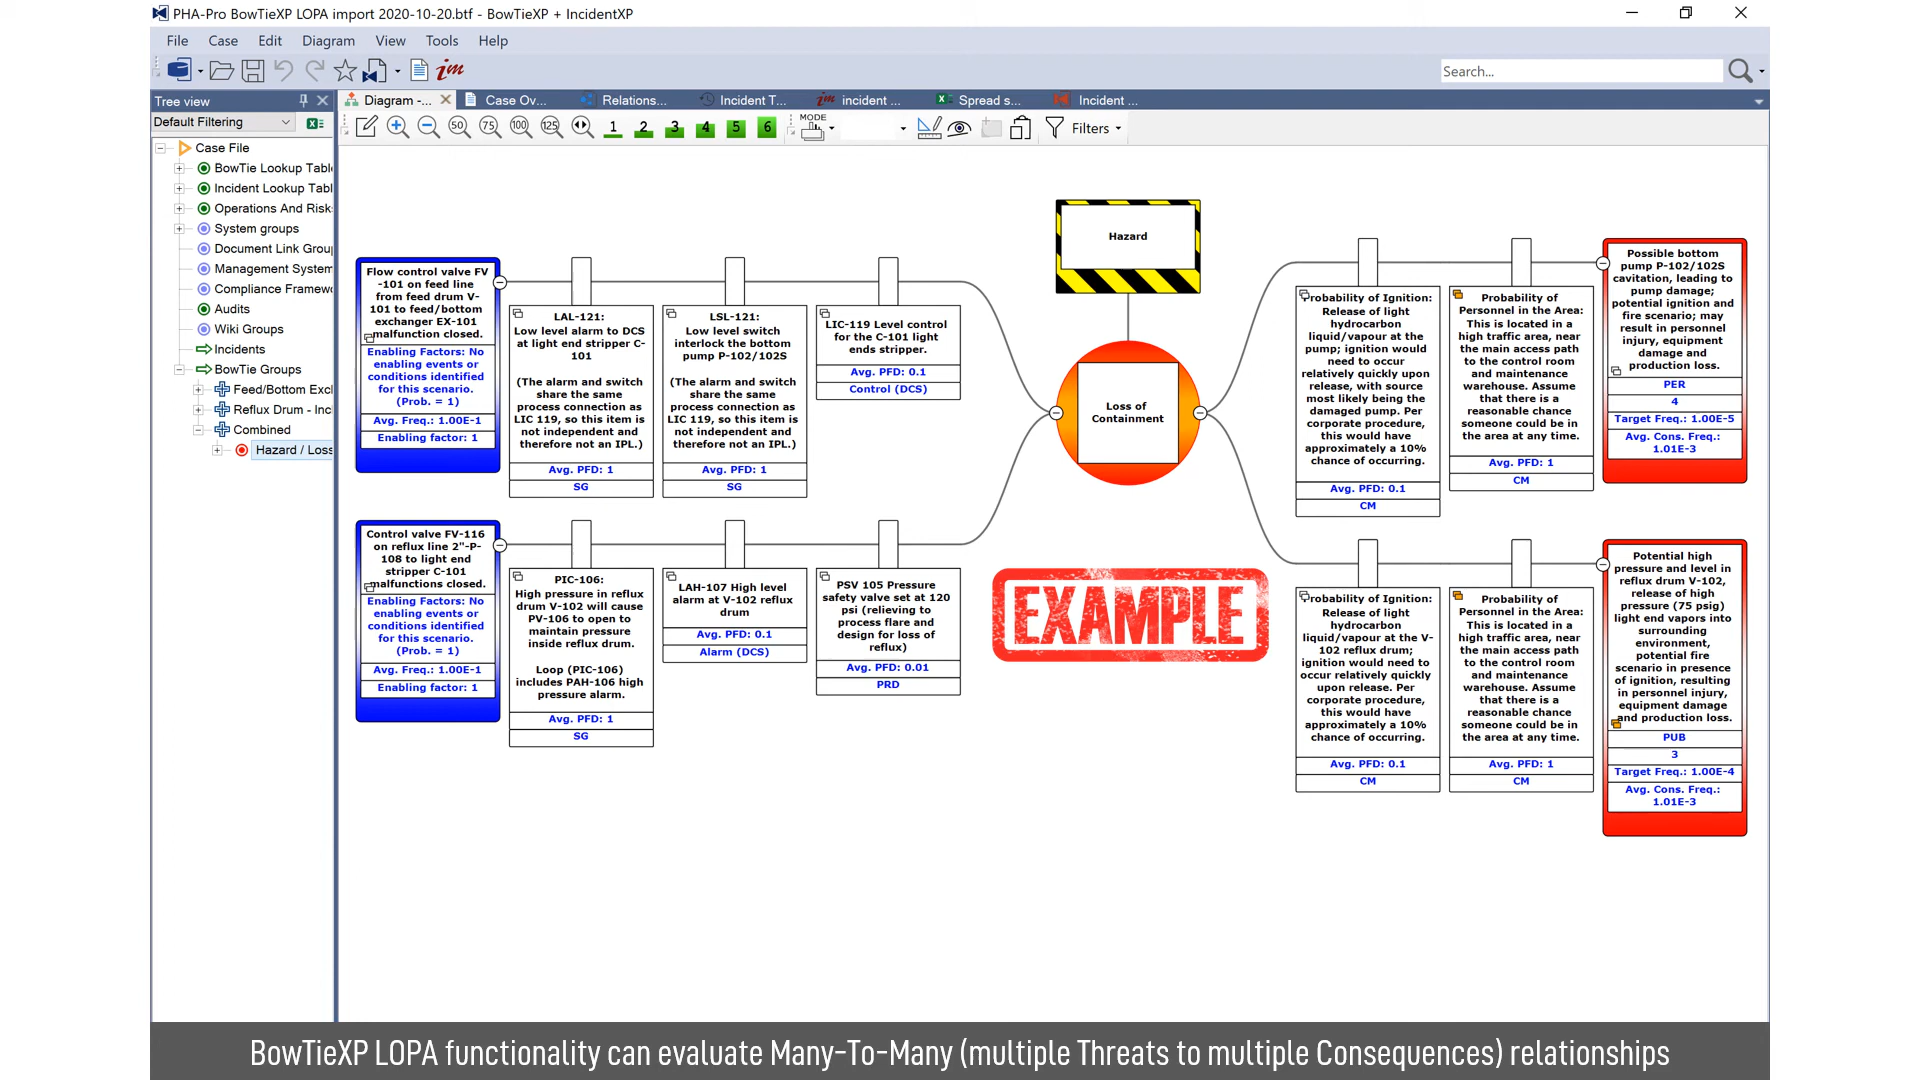 PHA-Pro BowTieXP LOPA import 2020-10-20.btf - BowTieXP + IncidentXP
File Case Edit Diagram View Tools Help
im
Search...
Tree view
Default Filtering
Case File
BowTie Lookup Table
Incident Lookup Tabl
Operations And Risks
System groups
Document Link Group
Management System
Compliance Framewo
Audits
Wiki Groups
Incidents
BowTie Groups
Feed/Bottom Excl
Reflux Drum - Incl
Combined
Hazard / Loss
Diagram -... Case Ov... Relations... Incident T... im incident ... Spread s... Incident ...
50 75 100 125 1 2 3 4 5 6 MODE Filters
Flow control valve FV
-101 on feed line
from feed drum V-
101 to feed/bottom
exchanger EX-101
malfunction closed.
Enabling Factors: No
enabling events or
conditions identified
for this scenario.
(Prob. = 1)
Avg. Freq.: 1.00E-1
Enabling factor: 1
LAL-121:
Low level alarm to DCS
at light end stripper C-
101
(The alarm and switch
share the same
process connection as
LIC 119, so this item is
not independent and
therefore not an IPL.)
Avg. PFD: 1
SG
LSL-121:
Low level switch
interlock the bottom
pump P-102/102S
(The alarm and switch
share the same
process connection as
LIC 119, so this item is
not independent and
therefore not an IPL.)
Avg. PFD: 1
SG
LIC-119 Level control
for the C-101 light
ends stripper.
Avg. PFD: 0.1
Control (DCS)
Control valve FV-116
on reflux line 2"-P-
108 to light end
stripper C-101
malfunctions closed.
Enabling Factors: No
enabling events or
conditions identified
for this scenario.
(Prob. = 1)
Avg. Freq.: 1.00E-1
Enabling factor: 1
PIC-106:
High pressure in reflux
drum V-102 will cause
PV-106 to open to
maintain pressure
inside reflux drum.
Loop (PIC-106)
includes PAH-106 high
pressure alarm.
Avg. PFD: 1
SG
LAH-107 High level
alarm at V-102 reflux
drum
Avg. PFD: 0.1
Alarm (DCS)
PSV 105 Pressure
safety valve set at 120
psi (relieving to
process flare and
design for loss of
reflux)
Avg. PFD: 0.01
PRD
Hazard
Loss of
Containment
EXAMPLE
Probability of Ignition:
Release of light
hydrocarbon
liquid/vapour at the
pump; ignition would
need to occur
relatively quickly upon
release, with source
most likely being the
damaged pump. Per
corporate procedure,
this would have
approximately a 10%
chance of occurring.
Avg. PFD: 0.1
CM
Probability of
Personnel in the Area:
This is located in a
high traffic area, near
the main access path
to the control room
and maintenance
warehouse. Assume
that there is a
reasonable chance
someone could be in
the area at any time.
Avg. PFD: 1
CM
Possible bottom
pump P-102/102S
cavitation, leading to
pump damage;
potential ignition and
fire scenario; may
result in personnel
injury, equipment
damage and
production loss.
PER
4
Target Freq.: 1.00E-5
Avg. Cons. Freq.:
1.01E-3
Probability of Ignition:
Release of light
hydrocarbon
liquid/vapour at the V-
102 reflux drum;
ignition would need to
occur relatively quickly
upon release. Per
corporate procedure,
this would have
approximately a 10%
chance of occurring.
Avg. PFD: 0.1
CM
Probability of
Personnel in the Area:
This is located in a
high traffic area, near
the main access path
to the control room
and maintenance
warehouse. Assume
that there is a
reasonable chance
someone could be in
the area at any time.
Avg. PFD: 1
CM
Potential high
pressure and level in
reflux drum V-102,
release of high
pressure (75 psig)
light end vapors into
surrounding
environment,
potential fire
scenario in presence
of ignition, resulting
in personnel injury,
equipment damage
and production loss.
PUB
3
Target Freq.: 1.00E-4
Avg. Cons. Freq.:
1.01E-3
BowTieXP LOPA functionality can evaluate Many-To-Many (multiple Threats to multiple Consequences) relationships